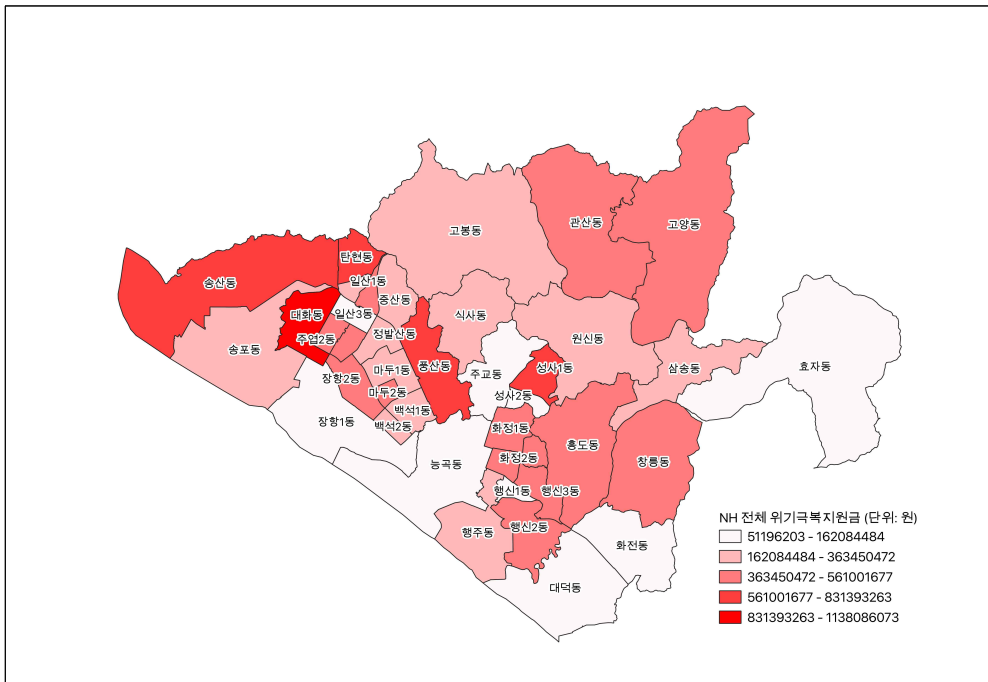 고양동
관산동
고봉동
탄현동
송산동
일산1동
중산동
대화동
일산3동
식사동
정발산동
주엽2동
원신동
송포동
풍산동
성사1동
삼송동
효자동
마두1동
주교동
장항2동
마두2동
성사2동
백석1동
장항1동
백석2동
화정1동
흥도동
화정2동
능곡동
창릉동
행신1동
행신3동
행신2동
행주동
화전동
대덕동
NH 전체 위기극복지원금 (단위: 원)
51196203 - 162084484
162084484 - 363450472
363450472 - 561001677
561001677 - 831393263
831393263 - 1138086073